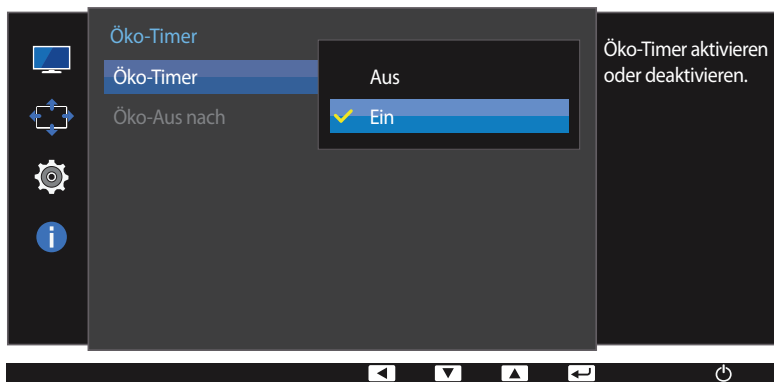 Öko-Timer
Öko-Timer
Aus
Öko-Aus nach
Ein
Öko-Timer aktivieren
oder deaktivieren.